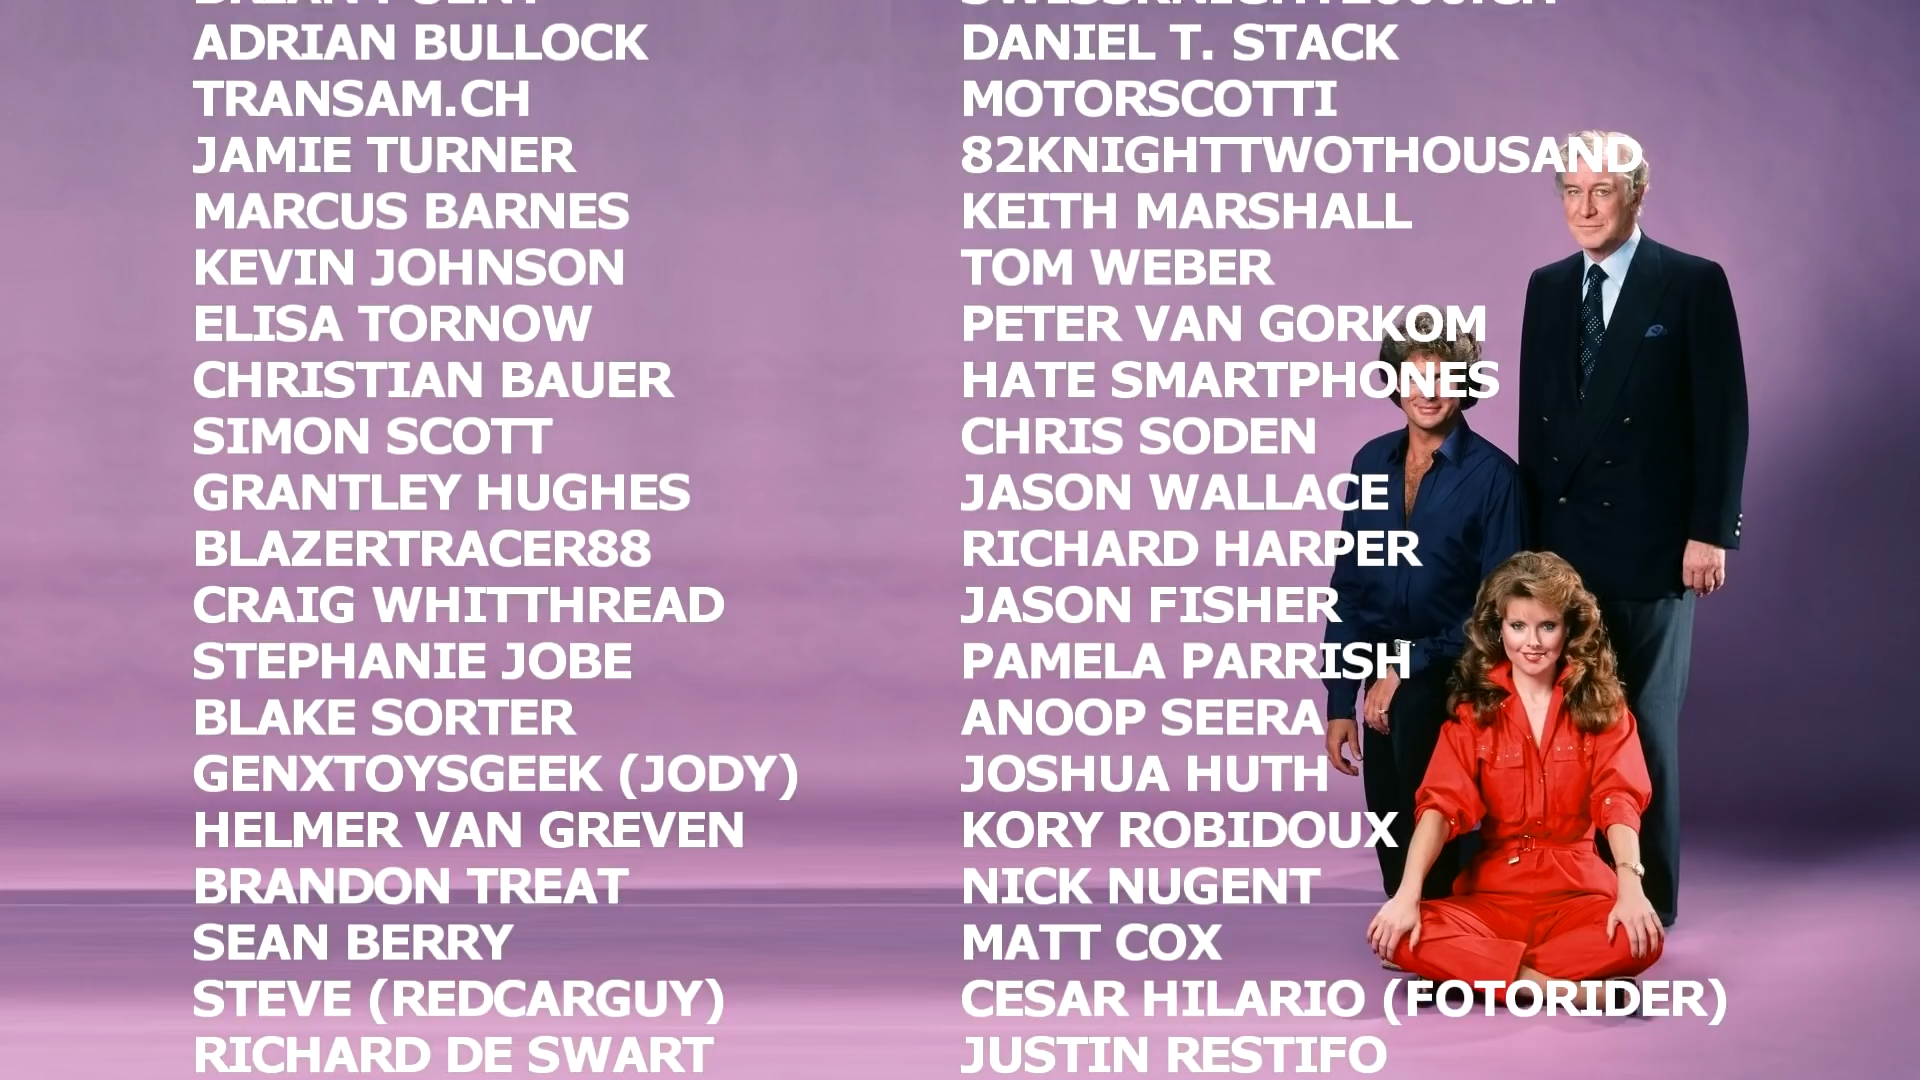 ADRIAN BULLOCK
TRANSAM.CH
JAMIE TURNER
MARCUS BARNES
KEVIN JOHNSON
ELISA TORNOW
CHRISTIAN BAUER
SIMON SCOTT
GRANTLEY HUGHES
BLAZERTRACER88
CRAIG WHITTHREAD
STEPHANIE JOBE
BLAKE SORTER
GENXTOYSGEEK (JODY)
HELMER VAN GREVEN
BRANDON TREAT
SEAN BERRY
STEVE (REDCARGUY)
RICHARD DE SWART
DANIEL T. STACK
MOTORSCOTTI
82KNIGHTTWOTHOUSAND
KEITH MARSHALL
TOM WEBER
PETER VAN GORKOM
HATE SMARTPHONES
CHRIS SODEN
JASON WALLACE
RICHARD HARPER
JASON FISHER
PAMELA PARRISH
ANOOP SEERA
JOSHUA HUTH
KORY ROBIDOUX
NICK NUGENT
MATT COX
CESAR HILARIO (FOTORIDER)
JUSTIN RESTIFO